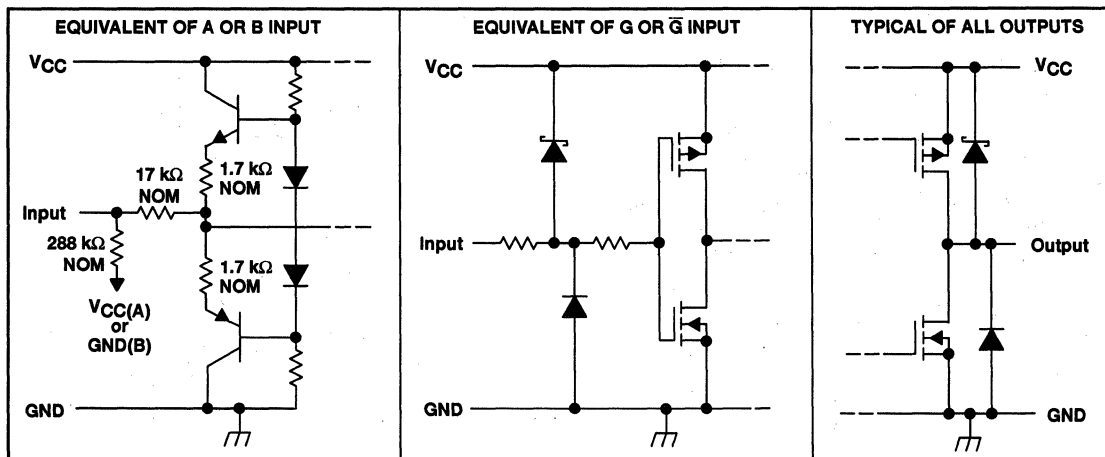 EQUIVALENT OF A OR B INPUT
VCC
17 kΩ
NOM
1.7 kΩ
NOM
Input
288 kΩ
NOM
1.7 kΩ
NOM
VCC(A)
or
GND(B)
GND
EQUIVALENT OF G OR G̅ INPUT
VCC
Input
GND
TYPICAL OF ALL OUTPUTS
VCC
Output
GND